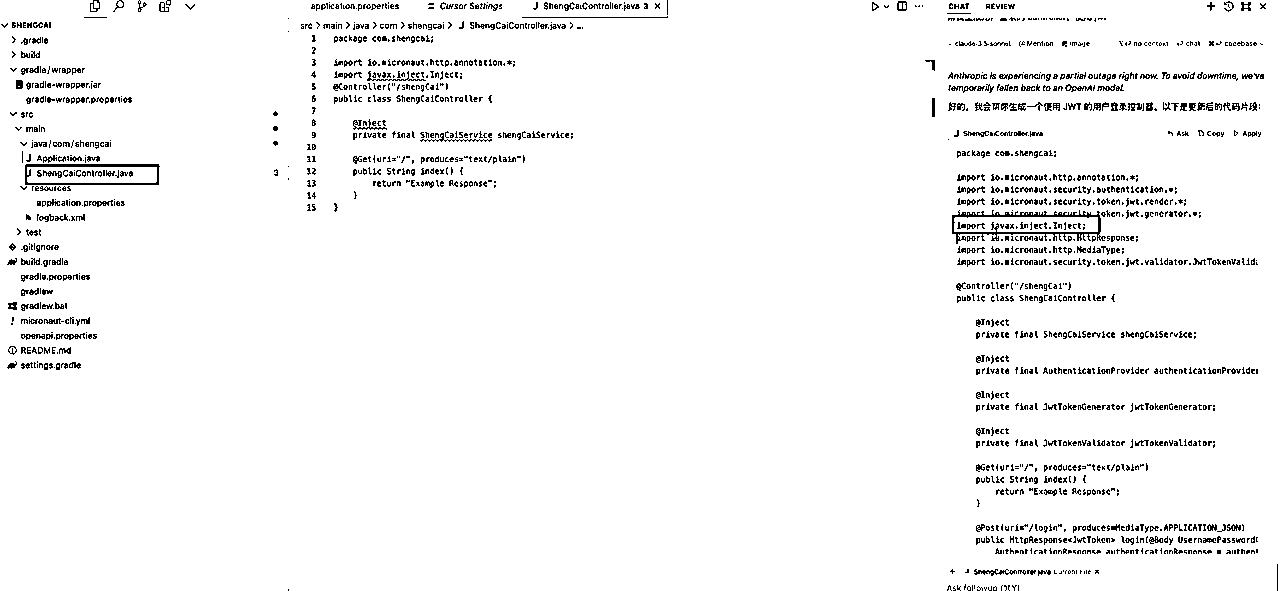 SHENGCAI
.gradle
build
gradle/wrapper
gradle-wrapper.jar
gradle-wrapper.properties
src
main
java/com/shengcai
Application.java
ShengCaiController.java
resources
application.properties
logback.xml
test
.gitignore
build.gradle
gradle.properties
gradlew
gradlew.bat
micronaut-cli.yml
openapi.properties
README.md
settings.gradle
application.properties Cursor Settings ShengCaiController.java 3
src > main > java > com > shengcai > ShengCaiController.java > ...
1 package com.shengcai;
2
3 import io.micronaut.http.annotation.*;
4 import javax.inject.Inject;
5 @Controller("/shengCai")
6 public class ShengCaiController {
7
8 @Inject
9 private final ShengCaiService shengCaiService;
10
11 @Get(uri="/", produces="text/plain")
12 public String index() {
13 return "Example Response";
14 }
15 }
3
CHAT REVIEW
claude-3.5-sonnet @ Mention Image no context chat codebase
Anthropic is experiencing a partial outage right now. To avoid downtime, we've
temporarily fallen back to an OpenAI model.
好的，我会帮你生成一个使用 JWT 的用户登录控制器。以下是更新后的代码片段：
ShengCaiController.java Ask Copy Apply
package com.shengcai;
import io.micronaut.http.annotation.*;
import io.micronaut.security.authentication.*;
import io.micronaut.security.token.jwt.render.*;
import io.micronaut.security.token.jwt.generator.*;
import javax.inject.Inject;
import io.micronaut.http.HttpResponse;
import io.micronaut.http.MediaType;
import io.micronaut.security.token.jwt.validator.JwtTokenValid
@Controller("/shengCai")
public class ShengCaiController {
@Inject
private final ShengCaiService shengCaiService;
@Inject
private final AuthenticationProvider authenticationProvider
@Inject
private final JwtTokenGenerator jwtTokenGenerator;
@Inject
private final JwtTokenValidator jwtTokenValidator;
@Get(uri="/", produces="text/plain")
public String index() {
return "Example Response";
}
@Post(uri="/login", produces=MediaType.APPLICATION_JSON)
public HttpResponse<JwtToken> login(@Body UsernamePassword
AuthenticationResponse authenticationResponse = authent
+ ShengCaiController.java Current File ×
Ask followup